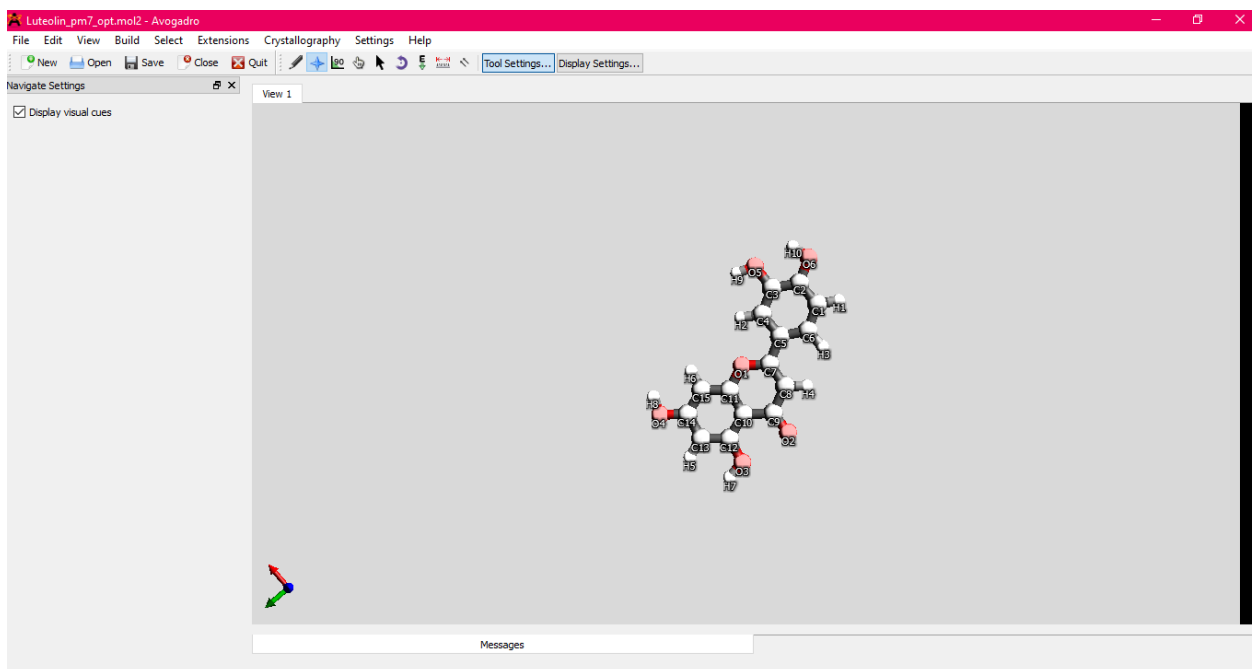 Luteolin_pm7_opt.mol2 - Avogadro
File Edit View Build Select Extensions Crystallography Settings Help
New Open Save Close Quit Tool Settings... Display Settings...
Navigate Settings
View 1
Display visual cues
H10
O6
O5
H9
C2
C3
C1
H1
C4
H2
C5
C6
H3
O1
C7
H6
C8
H4
C15
C11
H8
O4
C14
C10
C9
O2
C13
C12
H5
O3
H7
Messages